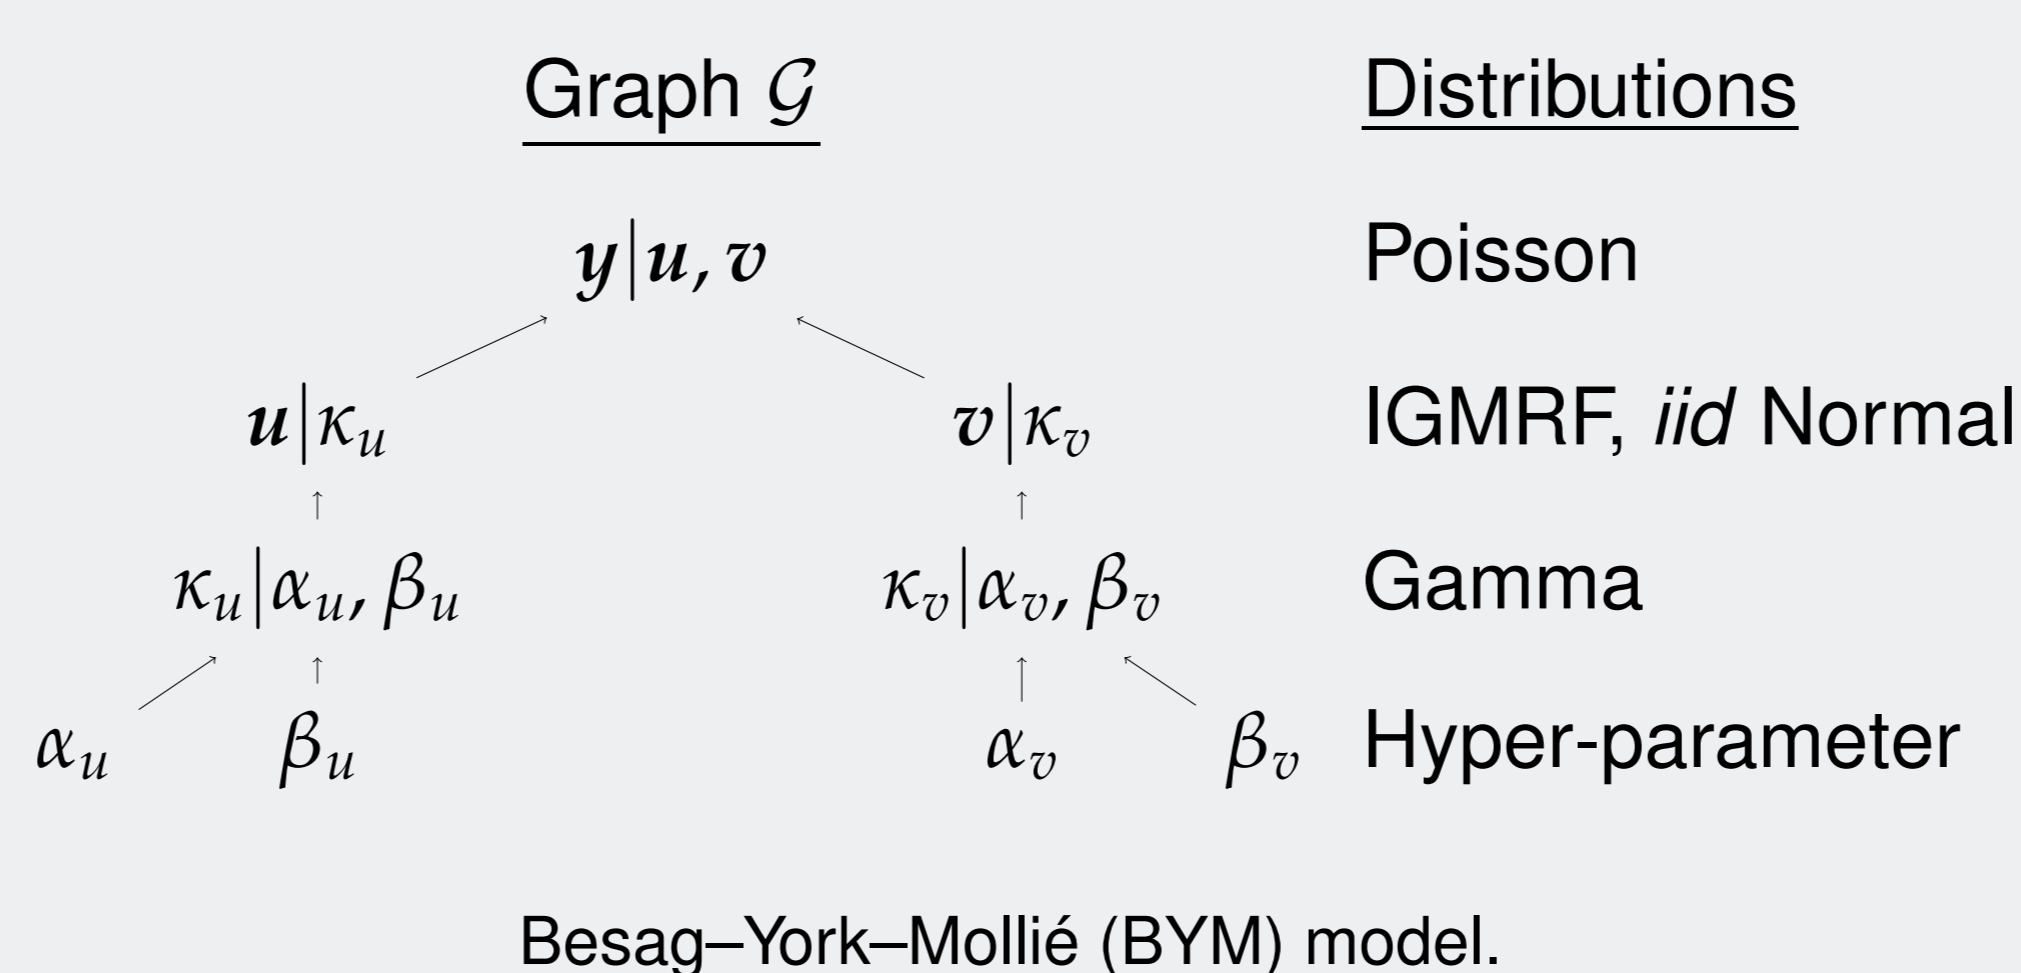 Graph 𝒢 Distributions
y|u, v Poisson
u|κ_u v|κ_v IGMRF, iid Normal
κ_u|α_u, β_u κ_v|α_v, β_v Gamma
α_u β_u α_v β_v Hyper-parameter
Besag–York–Mollié (BYM) model.